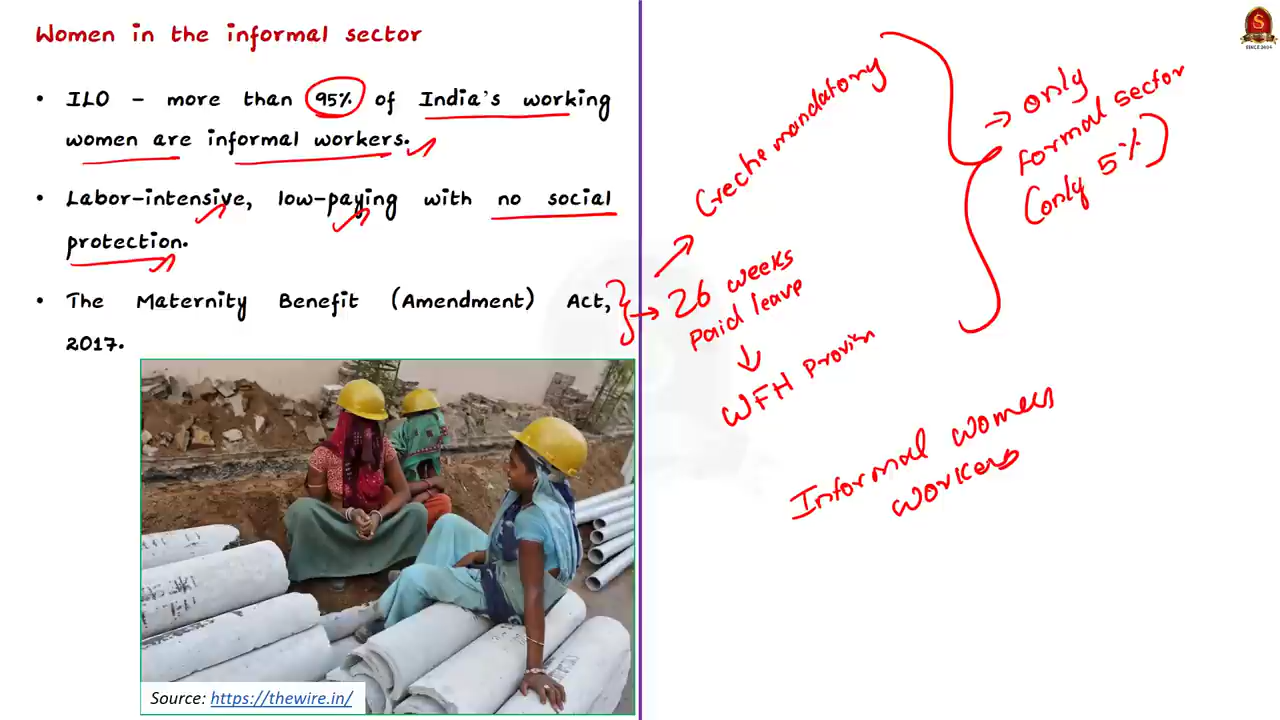 Women in the informal sector
• ILO – more than 95% of India's working
women are informal workers.
• Labor-intensive, low-paying with no social
protection.
• The Maternity Benefit (Amendment) Act,
2017.
Source: https://thewire.in/
Creche mandatory
→ 26 weeks
paid leave
↓
WFH
→ only
formal sector
(only 5%)
Informal
workers
S
SINCE 2004